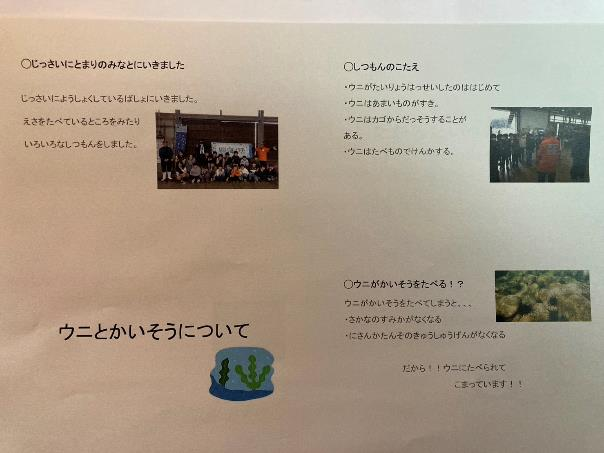 〇じっさいにとまりのみなとにいきました
じっさいにようしょくしているばしょにいきました。
えさをたべているところをみたり
いろいろなしつもんをしました。
ウニとかいそうについて
〇しつもんのこたえ
・ウニがたいりょうはっせいしたのははじめて
・ウニはあまいものがすき。
・ウニはカゴからだっそうすることが
ある。
・ウニはたべものでけんかする。
〇ウニがかいそうをたべる！？
ウニがかいそうをたべてしまうと、、、
・さかなのすみかがなくなる
・にさんかたんそのきゅうしゅうげんがなくなる
だから！！ウニにたべられて
こまっています！！